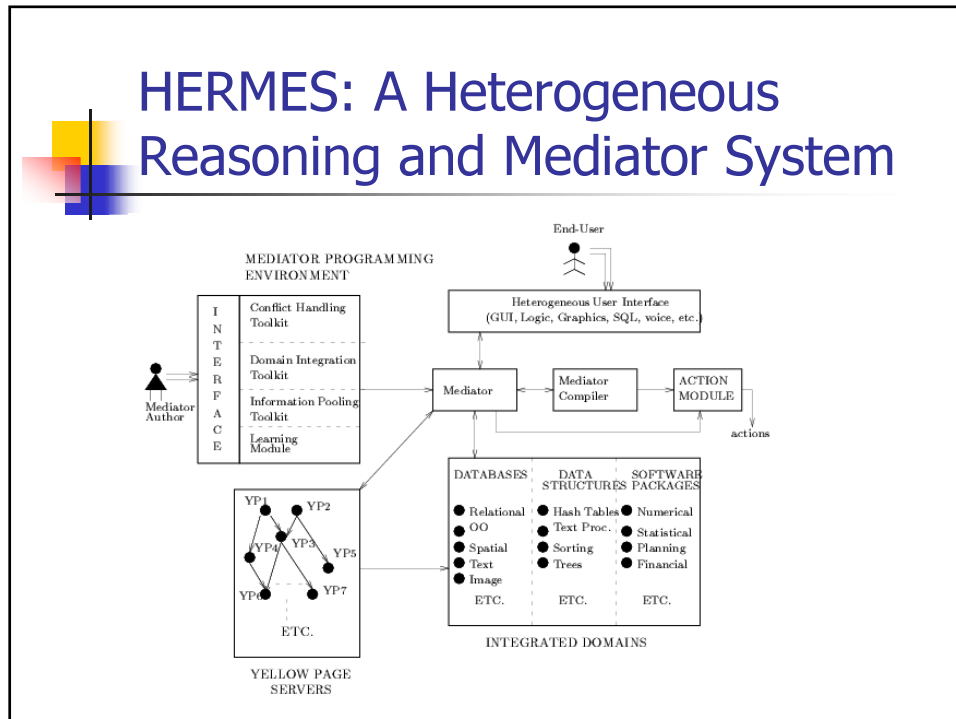 HERMES: A Heterogeneous
Reasoning and Mediator System
End-User
MEDIATOR PROGRAMMING
ENVIRONMENT
Heterogeneous User Interface
(GUI, Logic, Graphics, SQL, voice, etc.)
I
N
T
E
R
F
A
C
E
Conflict Handling
Toolkit
Domain Integration
Toolkit
Information Pooling
Toolkit
Learning
Module
Mediator
Author
Mediator
Mediator
Compiler
ACTION
MODULE
actions
YP1
YP2
YP3
YP4
YP5
YP6
YP7
ETC.
YELLOW PAGE
SERVERS
DATABASES
Relational
OO
Spatial
Text
Image
ETC.
DATA
STRUCTURES
Hash Tables
Text Proc.
Sorting
Trees
ETC.
SOFTWARE
PACKAGES
Numerical
Statistical
Planning
Financial
ETC.
INTEGRATED DOMAINS